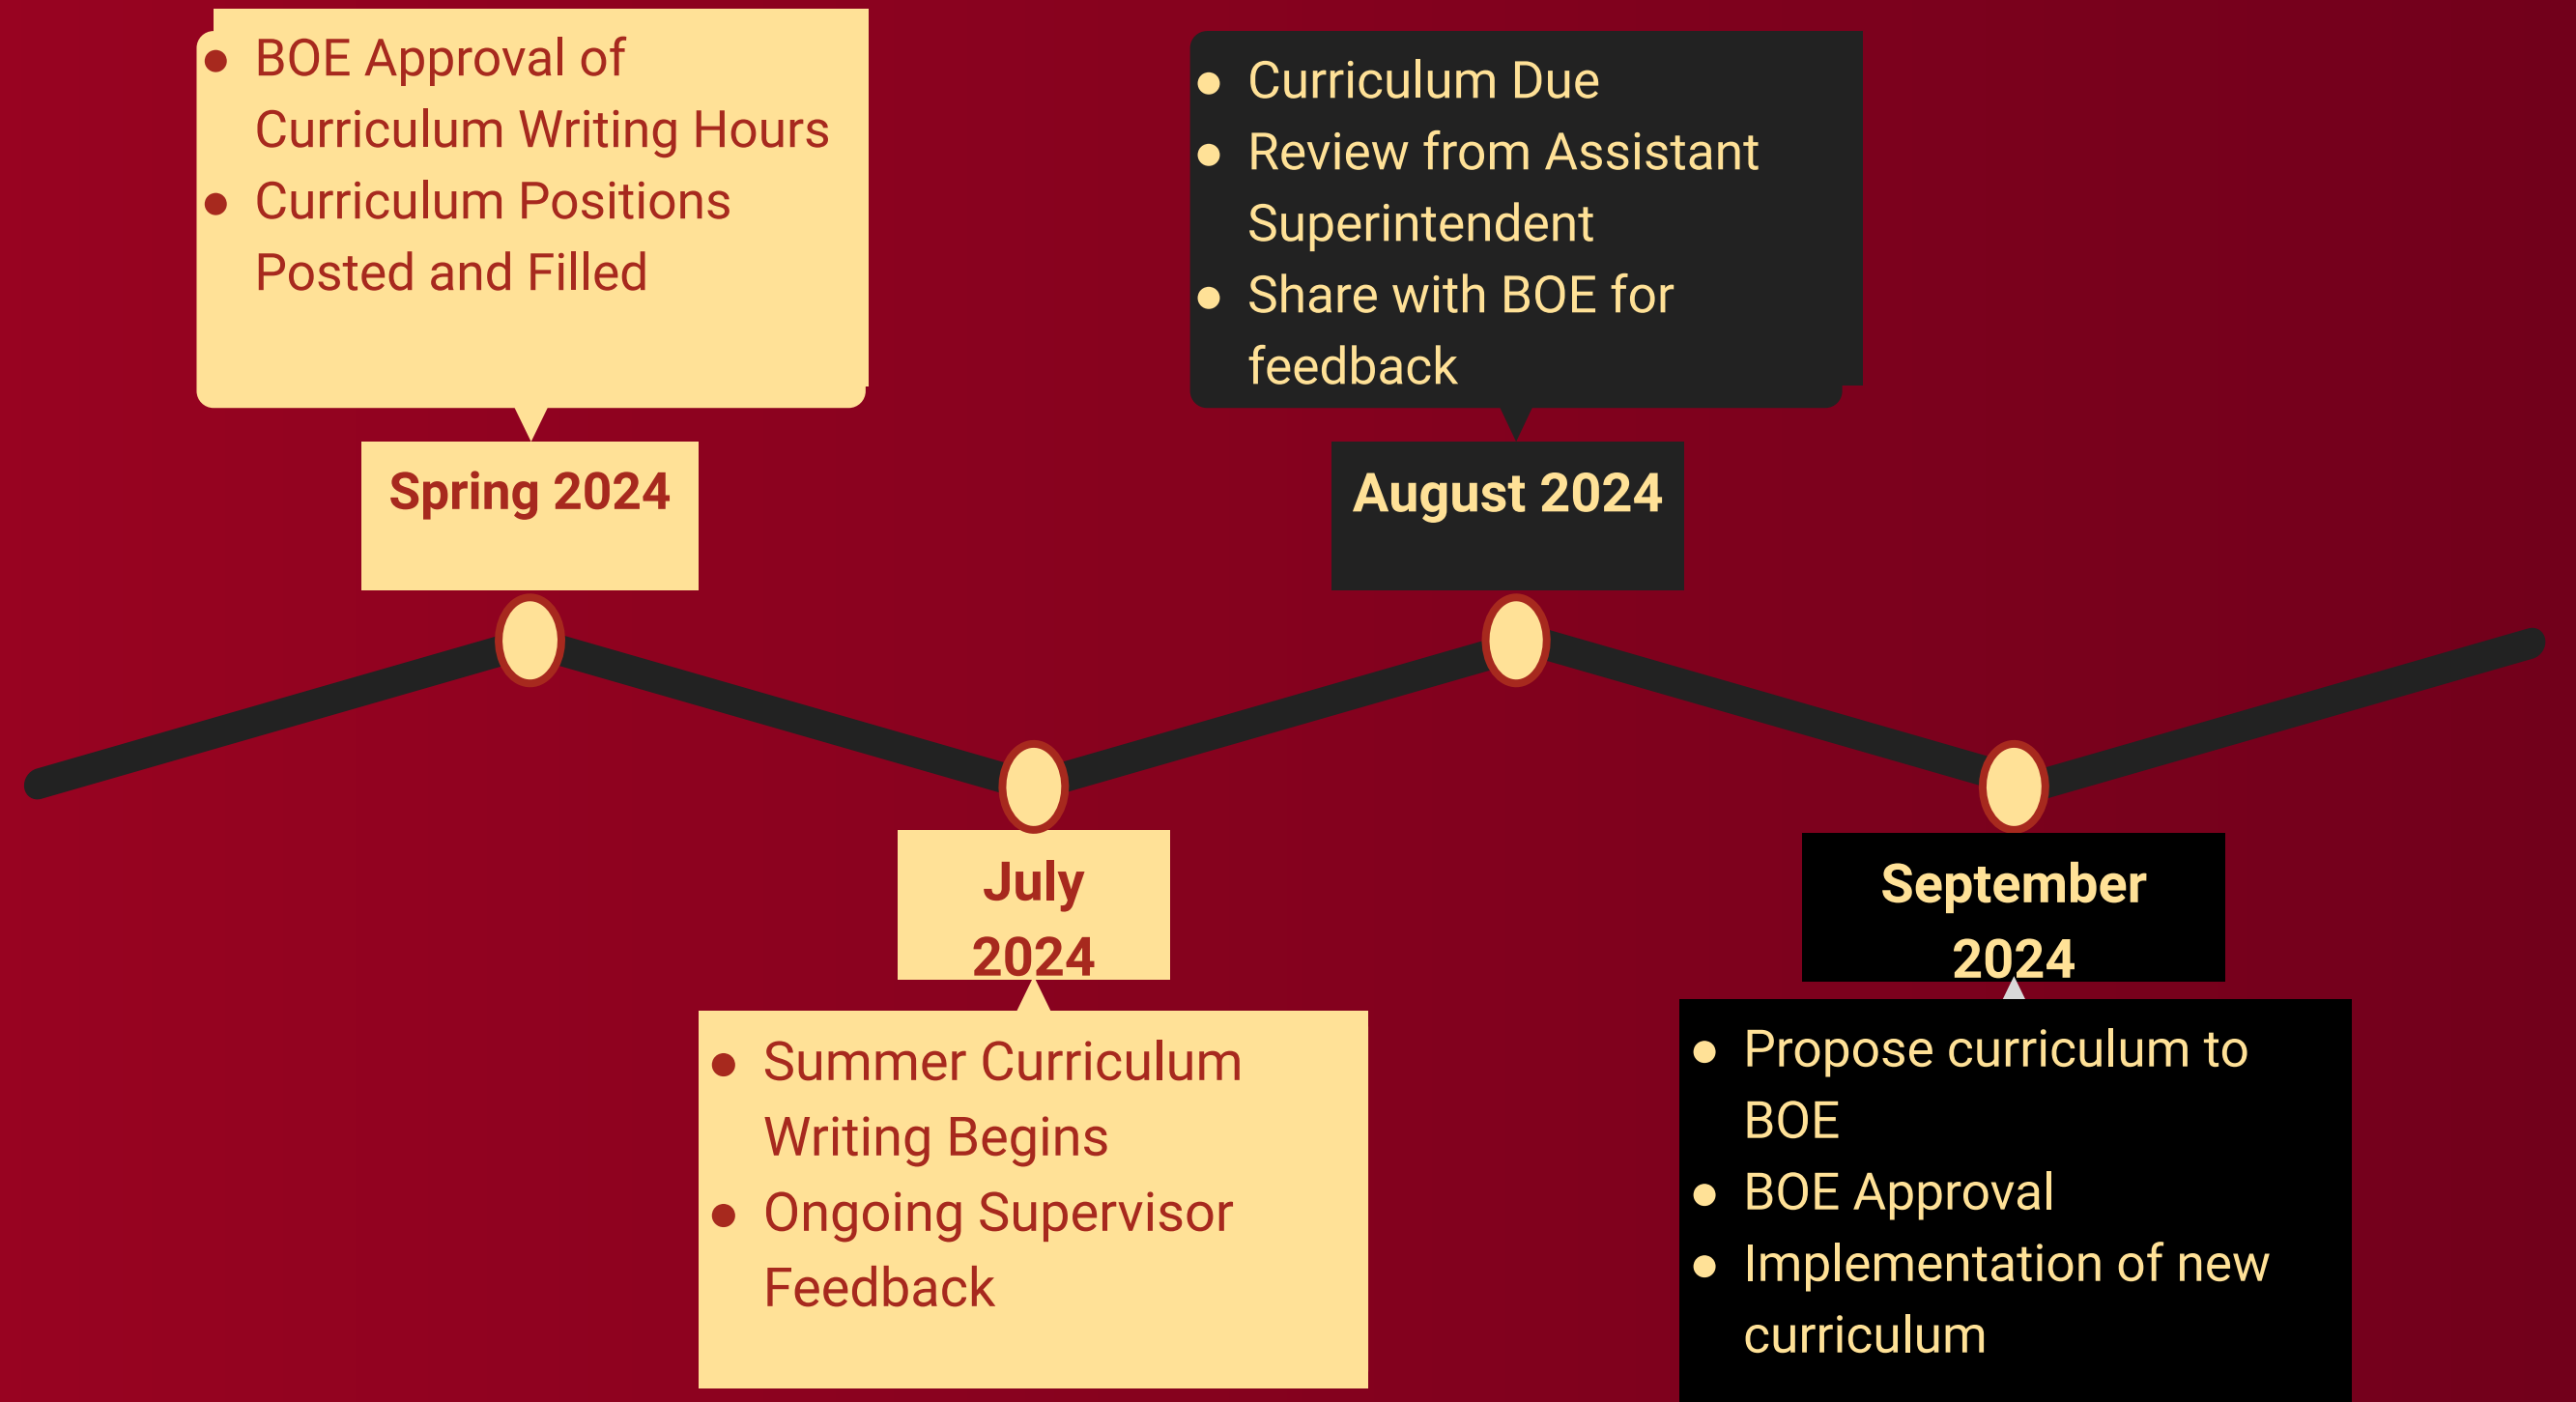 ● BOE Approval of
Curriculum Writing Hours
● Curriculum Positions
Posted and Filled
Spring 2024
July
2024
● Summer Curriculum
Writing Begins
● Ongoing Supervisor
Feedback
● Curriculum Due
● Review from Assistant
Superintendent
● Share with BOE for
feedback
August 2024
September
2024
● Propose curriculum to
BOE
● BOE Approval
● Implementation of new
curriculum